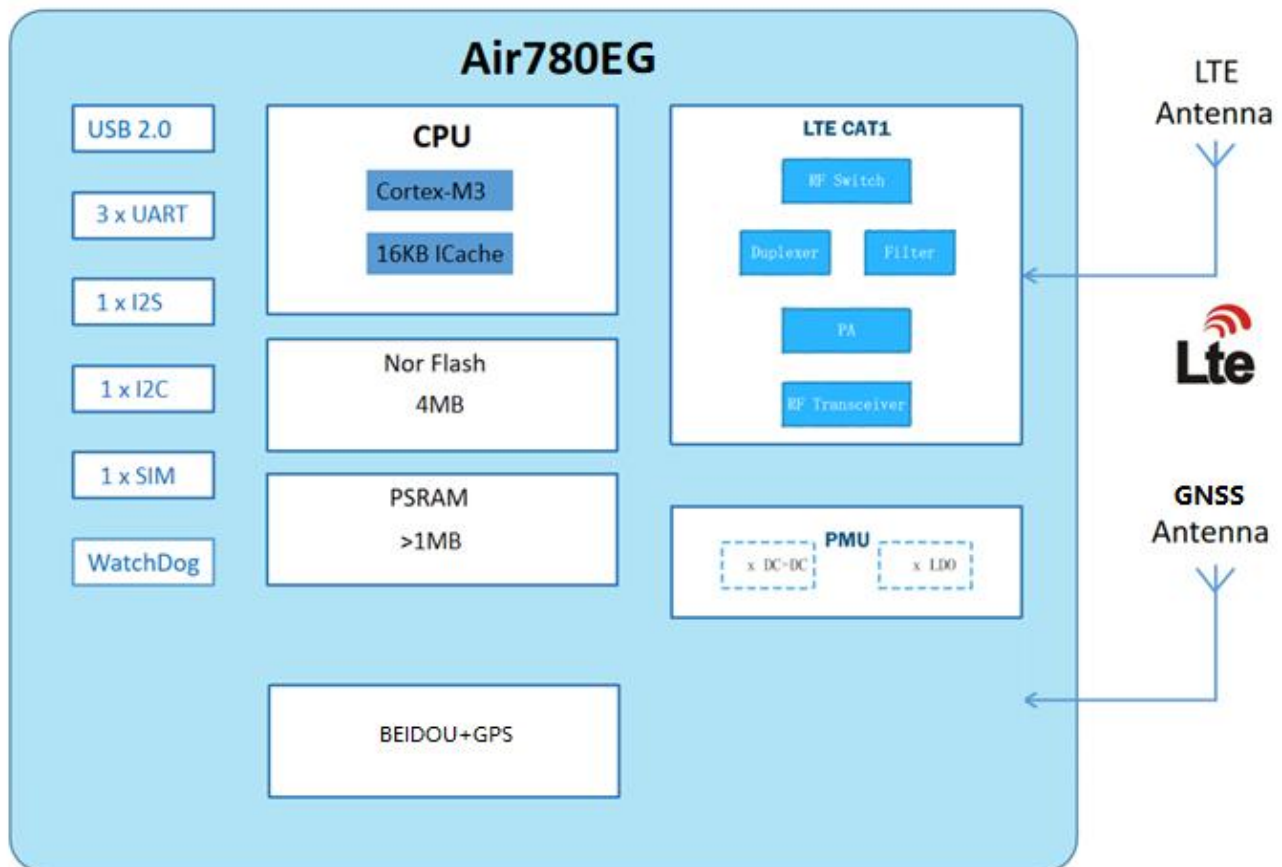 Air780EG
USB 2.0
3 x UART
1 x I2S
1 x I2C
1 x SIM
WatchDog
CPU
Cortex-M3
16KB ICache
Nor Flash
4MB
PSRAM
>1MB
BEIDOU+GPS
LTE CAT1
RF Switch
Duplexer
Filter
PA
RF Transceiver
PMU
x DC-DC
x LDO
LTE
Antenna
Lte
GNSS
Antenna